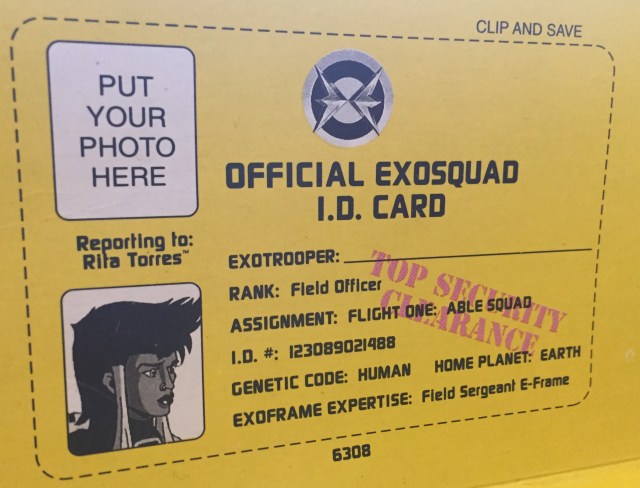 CLIP AND SAVE
PUT
YOUR
PHOTO
HERE
OFFICIAL EXOSQUAD
I.D. CARD
Reporting to:
Rita Torres™
EXOTROOPER:
RANK: Field Officer
TOP SECURITY
CLEARANCE
ASSIGNMENT: FLIGHT ONE: ABLE SQUAD
I.D. #: 123089021488
GENETIC CODE: HUMAN HOME PLANET: EARTH
EXOFRAME EXPERTISE: Field Sergeant E-Frame
6308